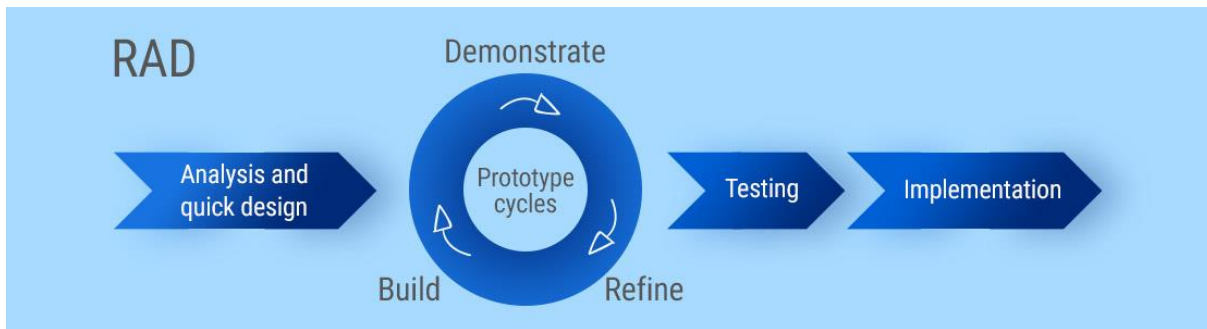 RAD
Analysis and
quick design
Demonstrate
Prototype
cycles
Build
Refine
Testing
Implementation